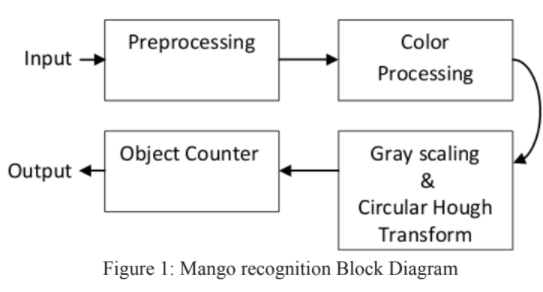 Input
Preprocessing
Color
Processing
Gray scaling
&
Circular Hough
Transform
Object Counter
Output
Figure 1: Mango recognition Block Diagram